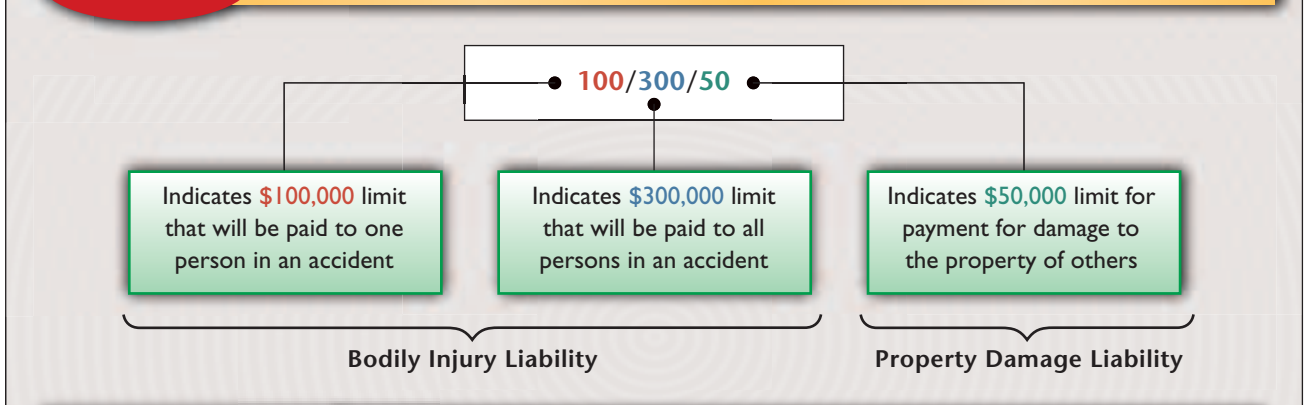 100/300/50
Indicates $100,000 limit
that will be paid to one
person in an accident
Indicates $300,000 limit
that will be paid to all
persons in an accident
Indicates $50,000 limit for
payment for damage to
the property of others
Bodily Injury Liability
Property Damage Liability